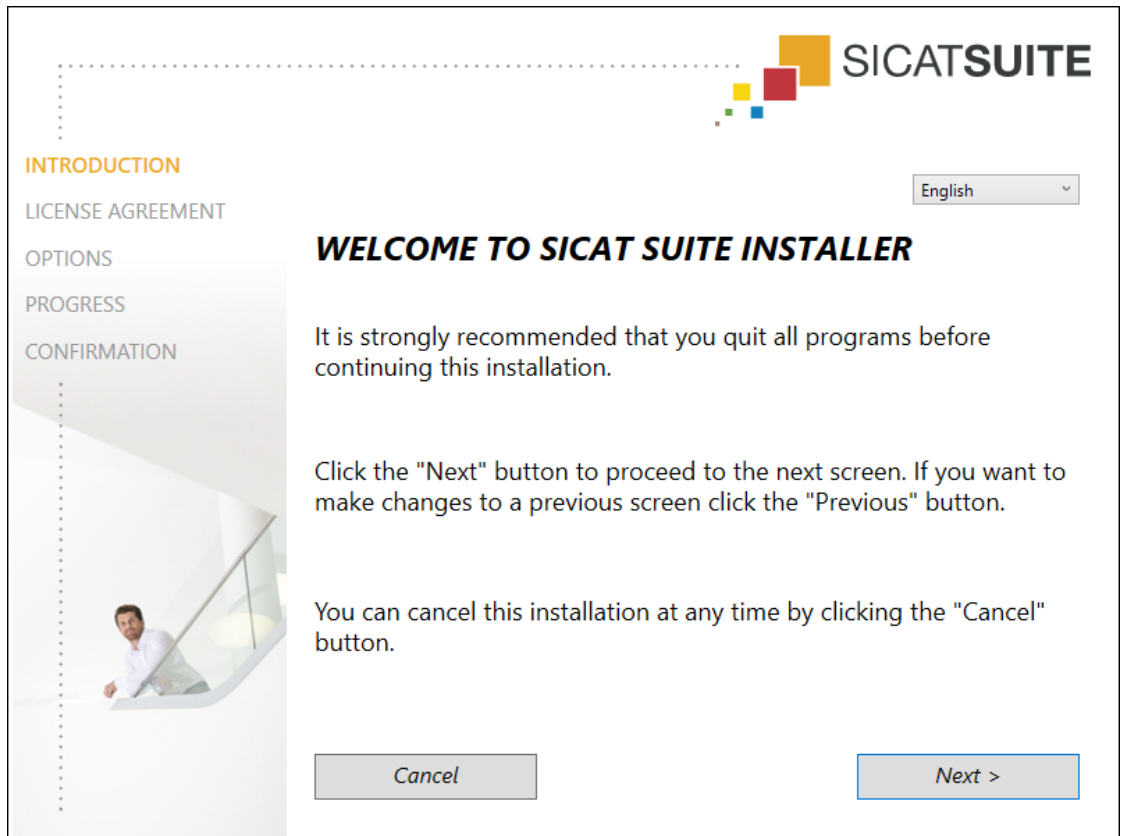 SICATSUITE
INTRODUCTION
LICENSE AGREEMENT
OPTIONS
PROGRESS
CONFIRMATION
English
WELCOME TO SICAT SUITE INSTALLER
It is strongly recommended that you quit all programs before
continuing this installation.
Click the "Next" button to proceed to the next screen. If you want to
make changes to a previous screen click the "Previous" button.
You can cancel this installation at any time by clicking the "Cancel"
button.
Cancel
Next >